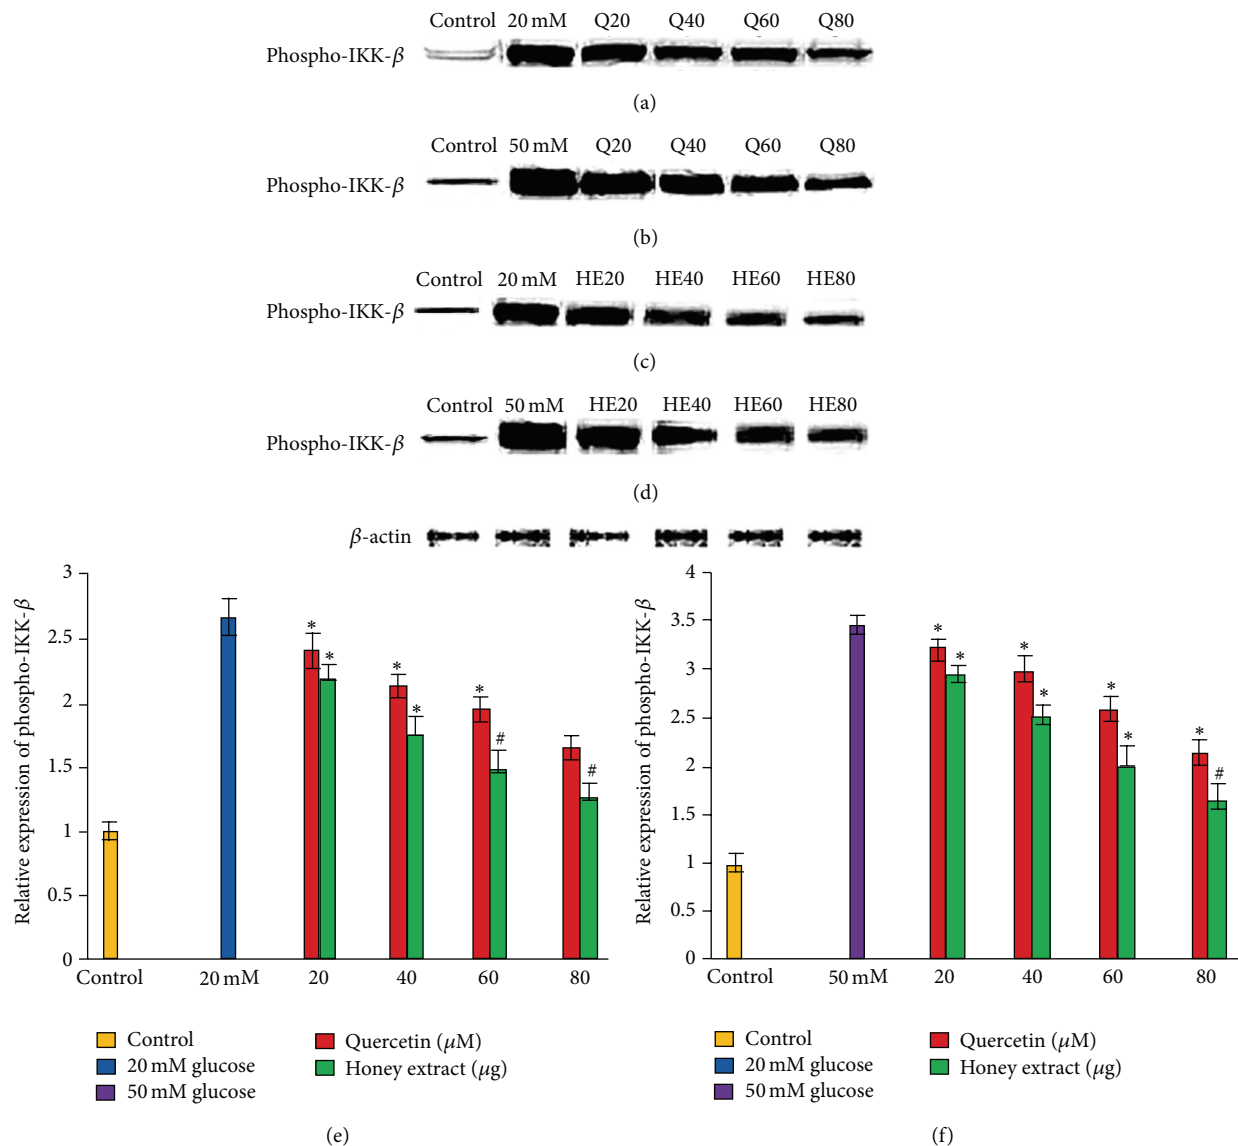 Control 20 mM Q20 Q40 Q60 Q80
Phospho-IKK-β
(a)
Control 50 mM Q20 Q40 Q60 Q80
Phospho-IKK-β
(b)
Control 20 mM HE20 HE40 HE60 HE80
Phospho-IKK-β
(c)
Control 50 mM HE20 HE40 HE60 HE80
Phospho-IKK-β
(d)
β-actin
Relative expression of phospho-IKK-β
3
2.5
2
1.5
1
0.5
0
* * * * * # #
Control 20 mM 20 40 60 80
Control
20 mM glucose
50 mM glucose
Quercetin (μM)
Honey extract (μg)
(e)
Relative expression of phospho-IKK-β
4
3.5
3
2.5
2
1.5
1
0.5
0
* * * * * * * #
Control 50 mM 20 40 60 80
Control
20 mM glucose
50 mM glucose
Quercetin (μM)
Honey extract (μg)
(f)